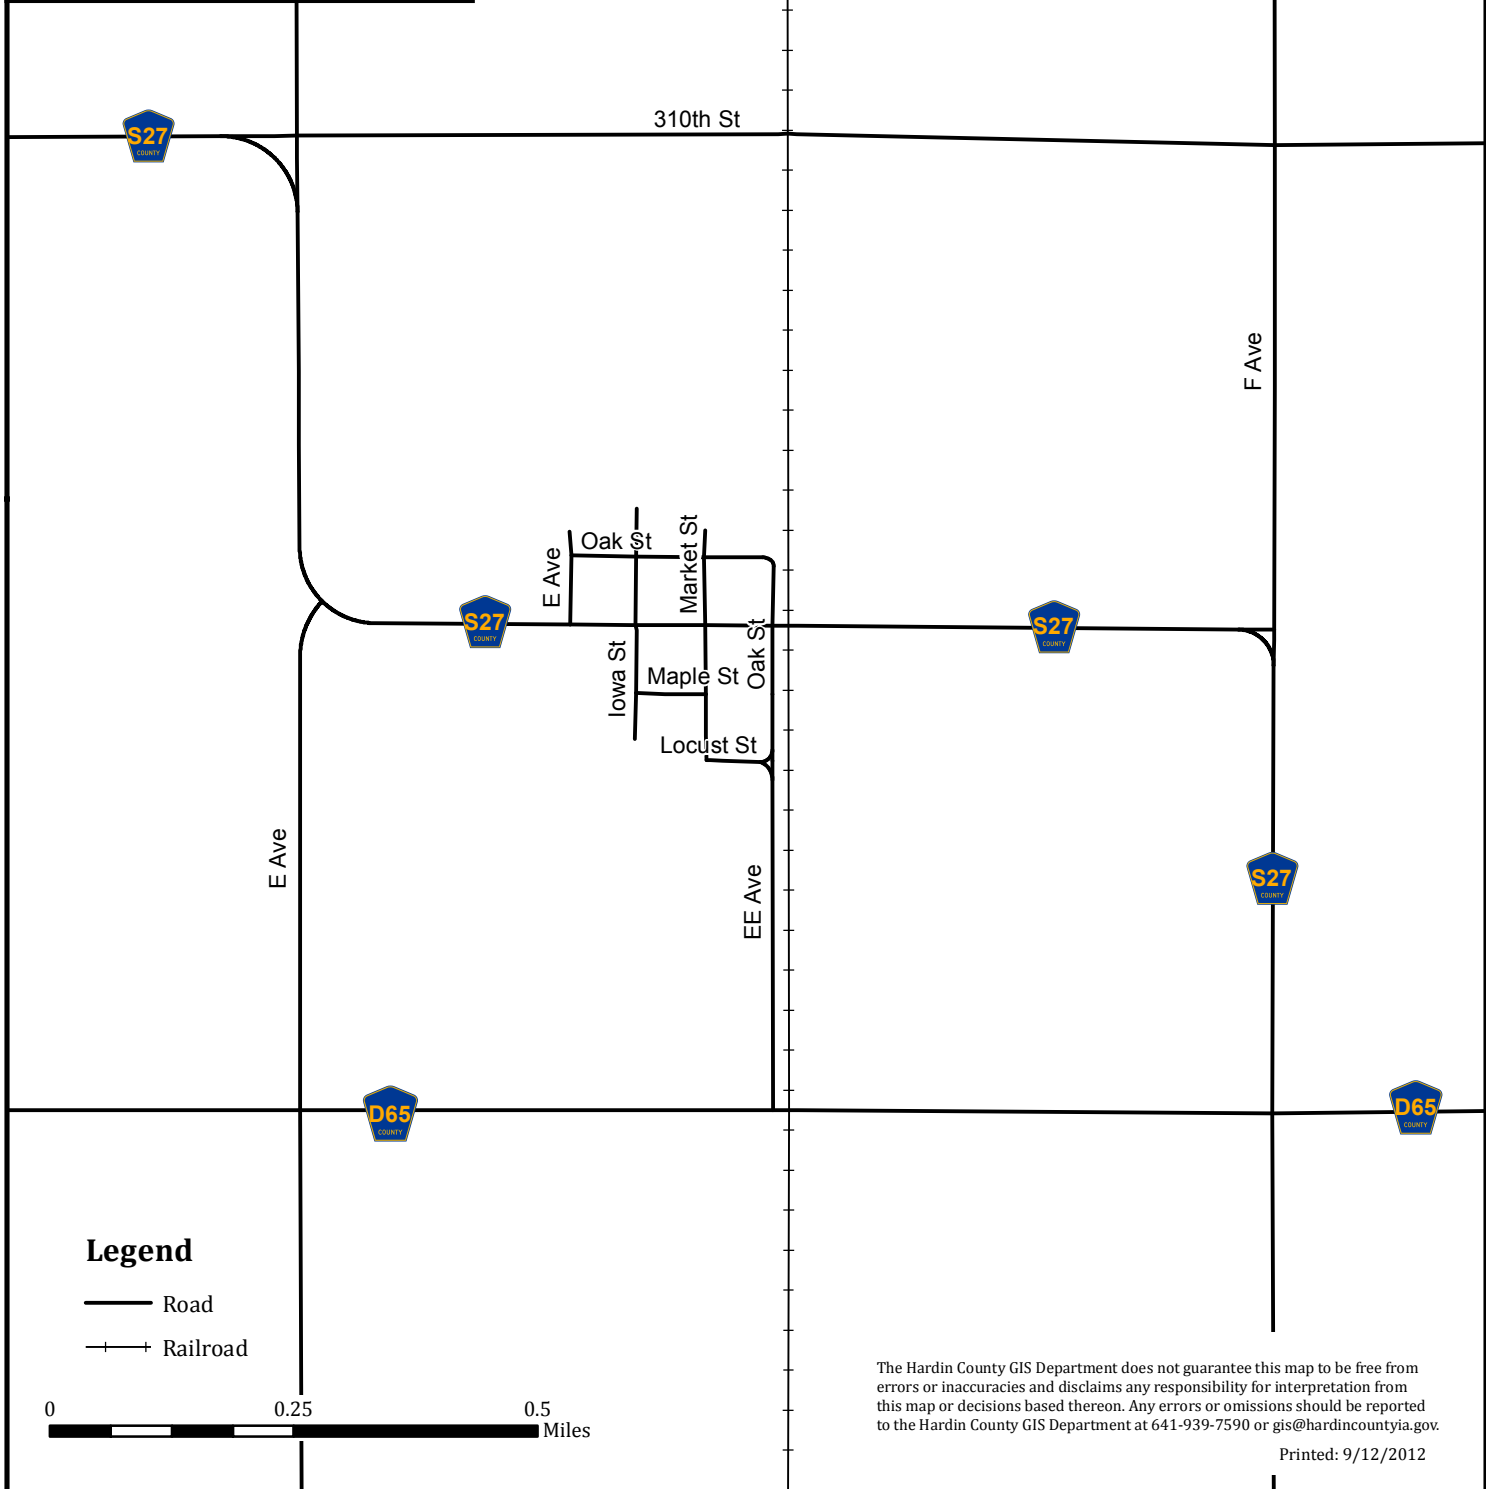 310th St
S27
COUNTY
F Ave
Oak St
Market St
E Ave
S27
COUNTY
S27
COUNTY
Oak St
Iowa St
Maple St
Locust St
E Ave
EE Ave
S27
COUNTY
D65
COUNTY
D65
COUNTY
Legend
Road
Railroad
0 0.25 0.5
Miles
The Hardin County GIS Department does not guarantee this map to be free from
errors or inaccuracies and disclaims any responsibility for interpretation from
this map or decisions based thereon. Any errors or omissions should be reported
to the Hardin County GIS Department at 641-939-7590 or gis@hardincountyia.gov.
Printed: 9/12/2012